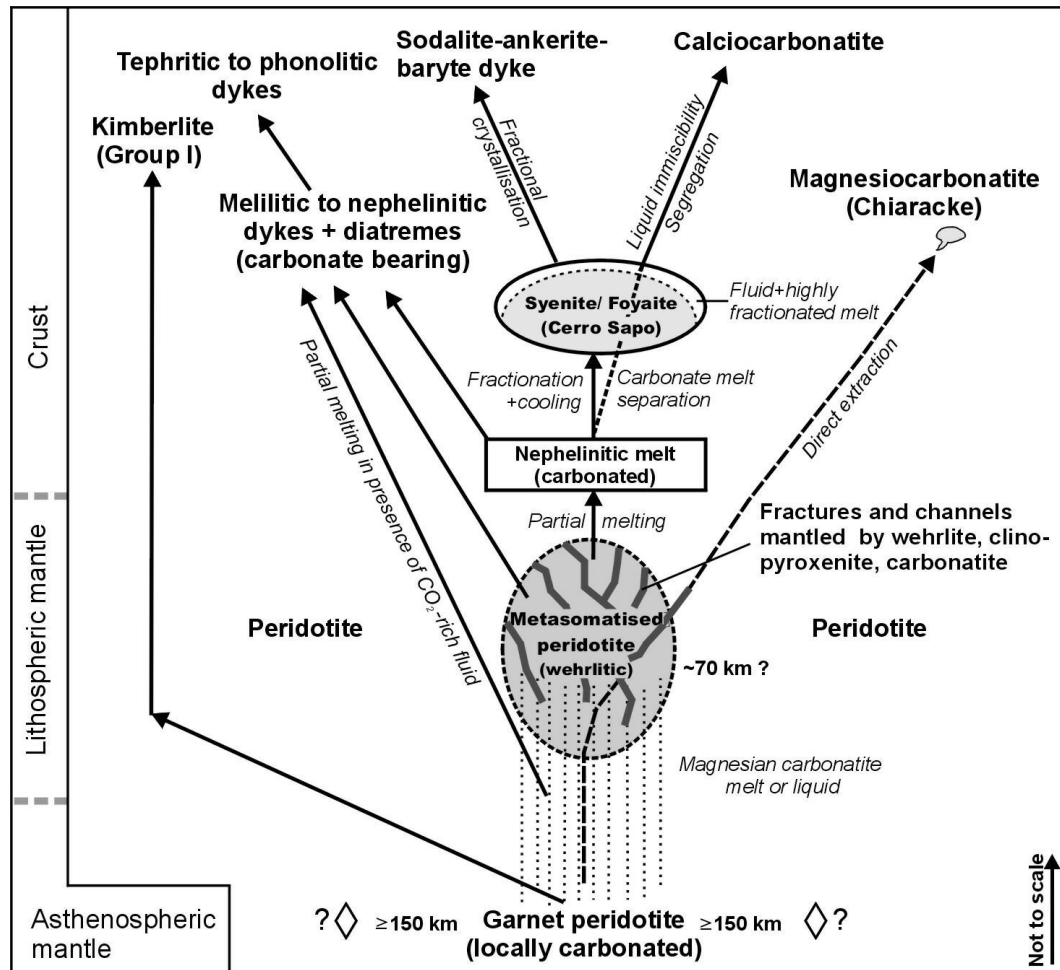 Sodalite-ankerite-
baryte dyke
Calciocarbonatite
Tephritic to phonolitic
dykes
Kimberlite
(Group I)
Fractional
crystallisation
Liquid immiscibility
Segregation
Magnesiocarbonatite
(Chiaracke)
Melilitic to nephelinitic
dykes + diatremes
(carbonate bearing)
Syenite/ Foyaite
(Cerro Sapo)
Fluid+highly
fractionated melt
Crust
Partial melting in presence of CO₂-rich fluid
Fractionation
+cooling
Carbonate melt
separation
Direct extraction
Nephelinitic melt
(carbonated)
Partial melting
Fractures and channels
mantled by wehrlite, clino-
pyroxenite, carbonatite
Lithospheric mantle
Peridotite
Metasomatised
peridotite
(wehrlitic)
Peridotite
~70 km ?
Magnesian carbonatite
melt or liquid
Asthenospheric
mantle
? ≥150 km Garnet peridotite ≥150 km ?
(locally carbonated)
Not to scale